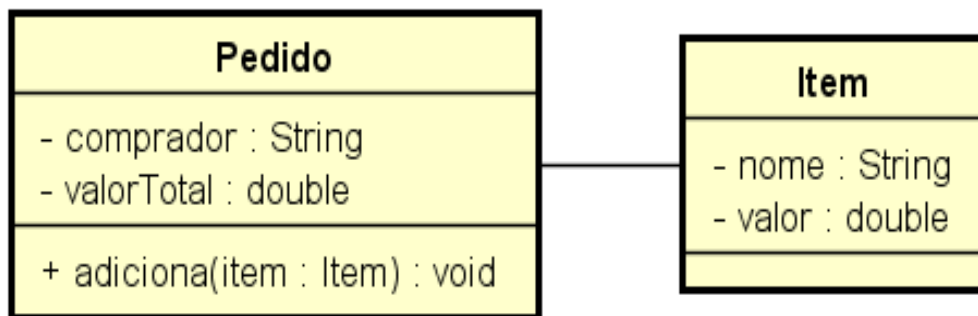 Pedido
- comprador : String
- valorTotal : double
+ adiciona(item : Item) : void
Item
- nome : String
- valor : double